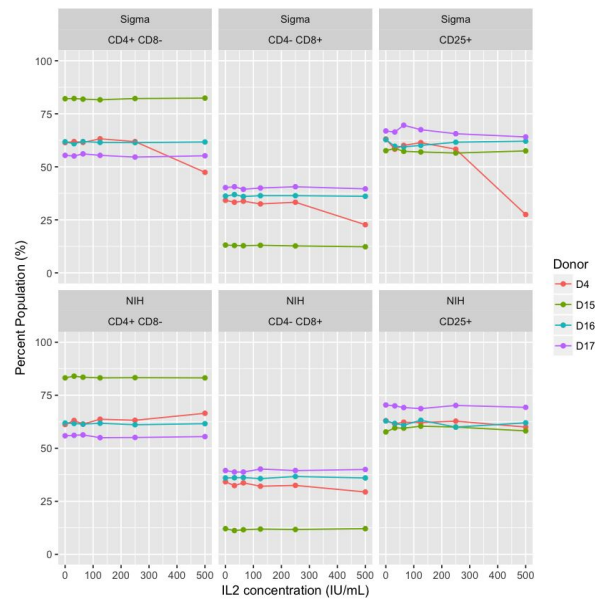 Sigma Sigma Sigma
CD4+ CD8- CD4- CD8+ CD25+
100
75
50
25
0
NIH NIH NIH
CD4+ CD8- CD4- CD8+ CD25+
100
75
50
25
0
0 100 200 300 400 500 0 100 200 300 400 500 0 100 200 300 400 500
IL2 concentration (IU/mL)
Percent Population (%)
Donor
D4
D15
D16
D17